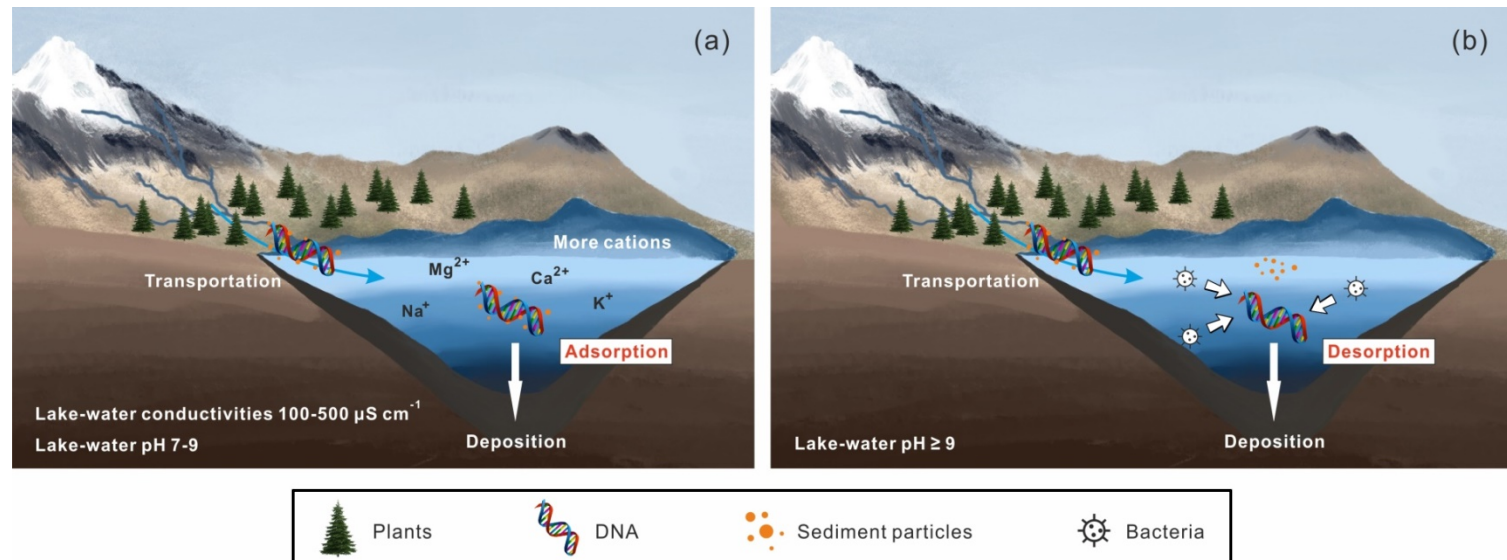 (a)
More cations
Mg²⁺
Ca²⁺
Transportation
Na⁺
K⁺
Adsorption
Lake-water conductivities 100-500 µS cm⁻¹
Lake-water pH 7-9
Deposition
(b)
Transportation
Desorption
Lake-water pH ≥ 9
Deposition
Plants
DNA
Sediment particles
Bacteria